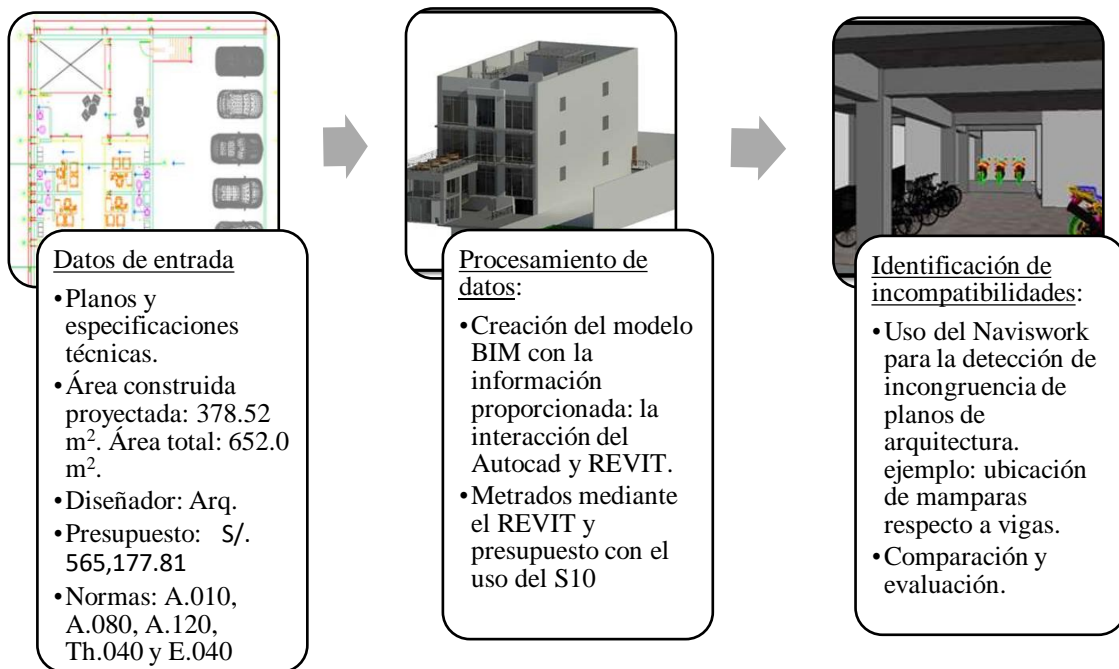 Datos de entrada
•Planos y
especificaciones
técnicas.
•Área construida
proyectada: 378.52
m². Área total: 652.0
m².
•Diseñador: Arq.
•Presupuesto: S/.
565,177.81
•Normas: A.010,
A.080, A.120,
Th.040 y E.040
Procesamiento de
datos:
•Creación del modelo
BIM con la
información
proporcionada: la
interacción del
Autocad y REVIT.
•Metrados mediante
el REVIT y
presupuesto con el
uso del S10
Identificación de
incompatibilidades:
•Uso del Naviswork
para la detección de
incongruencia de
planos de
arquitectura.
ejemplo: ubicación
de mamparas
respecto a vigas.
•Comparación y
evaluación.